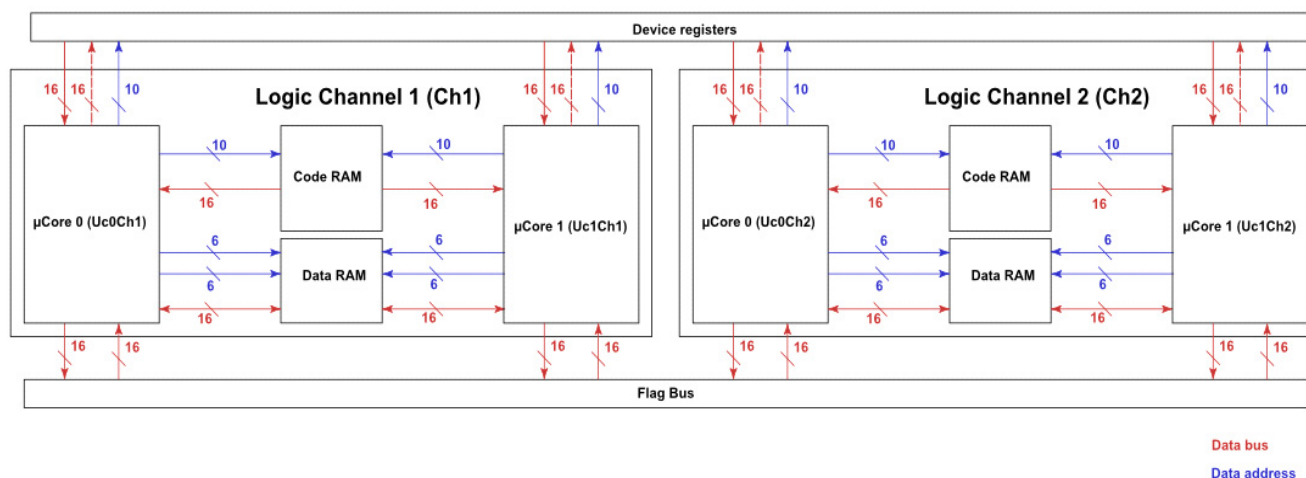 Device registers
16 16 10 16 16 10 16 16 10 16 16 10
Logic Channel 1 (Ch1) Logic Channel 2 (Ch2)
10 10 10 10
Code RAM Code RAM
16 16 16 16
µCore 0 (Uc0Ch1) µCore 1 (Uc1Ch1) µCore 0 (Uc0Ch2) µCore 1 (Uc1Ch2)
6 6 6 6
Data RAM Data RAM
6 6 6 6
16 16 16 16
16 16 16 16 16 16 16 16
Flag Bus
Data bus
Data address